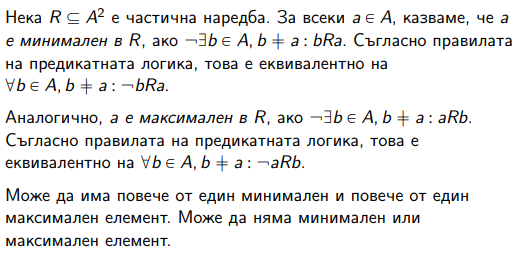 Нека R ⊆ A² е частична наредба. За всеки a ∈ A, казваме, че a
е минимален в R, ако ¬∃b ∈ A, b ≠ a : bRa. Съгласно правилата
на предикатната логика, това е еквивалентно на
∀b ∈ A, b ≠ a : ¬bRa.
Аналогично, a е максимален в R, ако ¬∃b ∈ A, b ≠ a : aRb.
Съгласно правилата на предикатната логика, това е
еквивалентно на ∀b ∈ A, b ≠ a : ¬aRb.
Може да има повече от един минимален и повече от един
максимален елемент. Може да няма минимален или
максимален елемент.